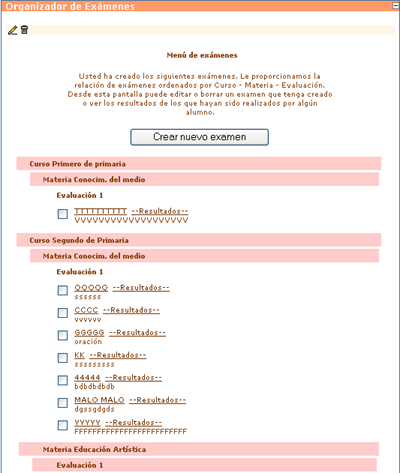 Organizador de Exámenes
Menú de exámenes
Usted ha creado los siguientes exámenes. Le proporcionamos la
relación de exámenes ordenados por Curso - Materia - Evaluación.
Desde esta pantalla puede editar o borrar un examen que tenga creado
o ver los resultados de los que hayan sido realizados por algún
alumno.
Crear nuevo examen
Curso Primero de primaria
Materia Conocim. del medio
Evaluación 1
TTTTTTTTTT --Resultados--
VVVVVVVVVVVVVVVVVVV
Curso Segundo de Primaria
Materia Conocim. del medio
Evaluación 1
QQQQQ --Resultados--
ssssss
CCCC --Resultados--
vvvvvv
GGGGG --Resultados--
oración
KK --Resultados--
sssssssss
44444 --Resultados--
bdbdbdbdb
MALO MALO --Resultados--
dgssgdgds
YYYYY --Resultados--
FFFFFFFFFFFFFFFFFFFFFFFF
Materia Educación Artística
Evaluación 1